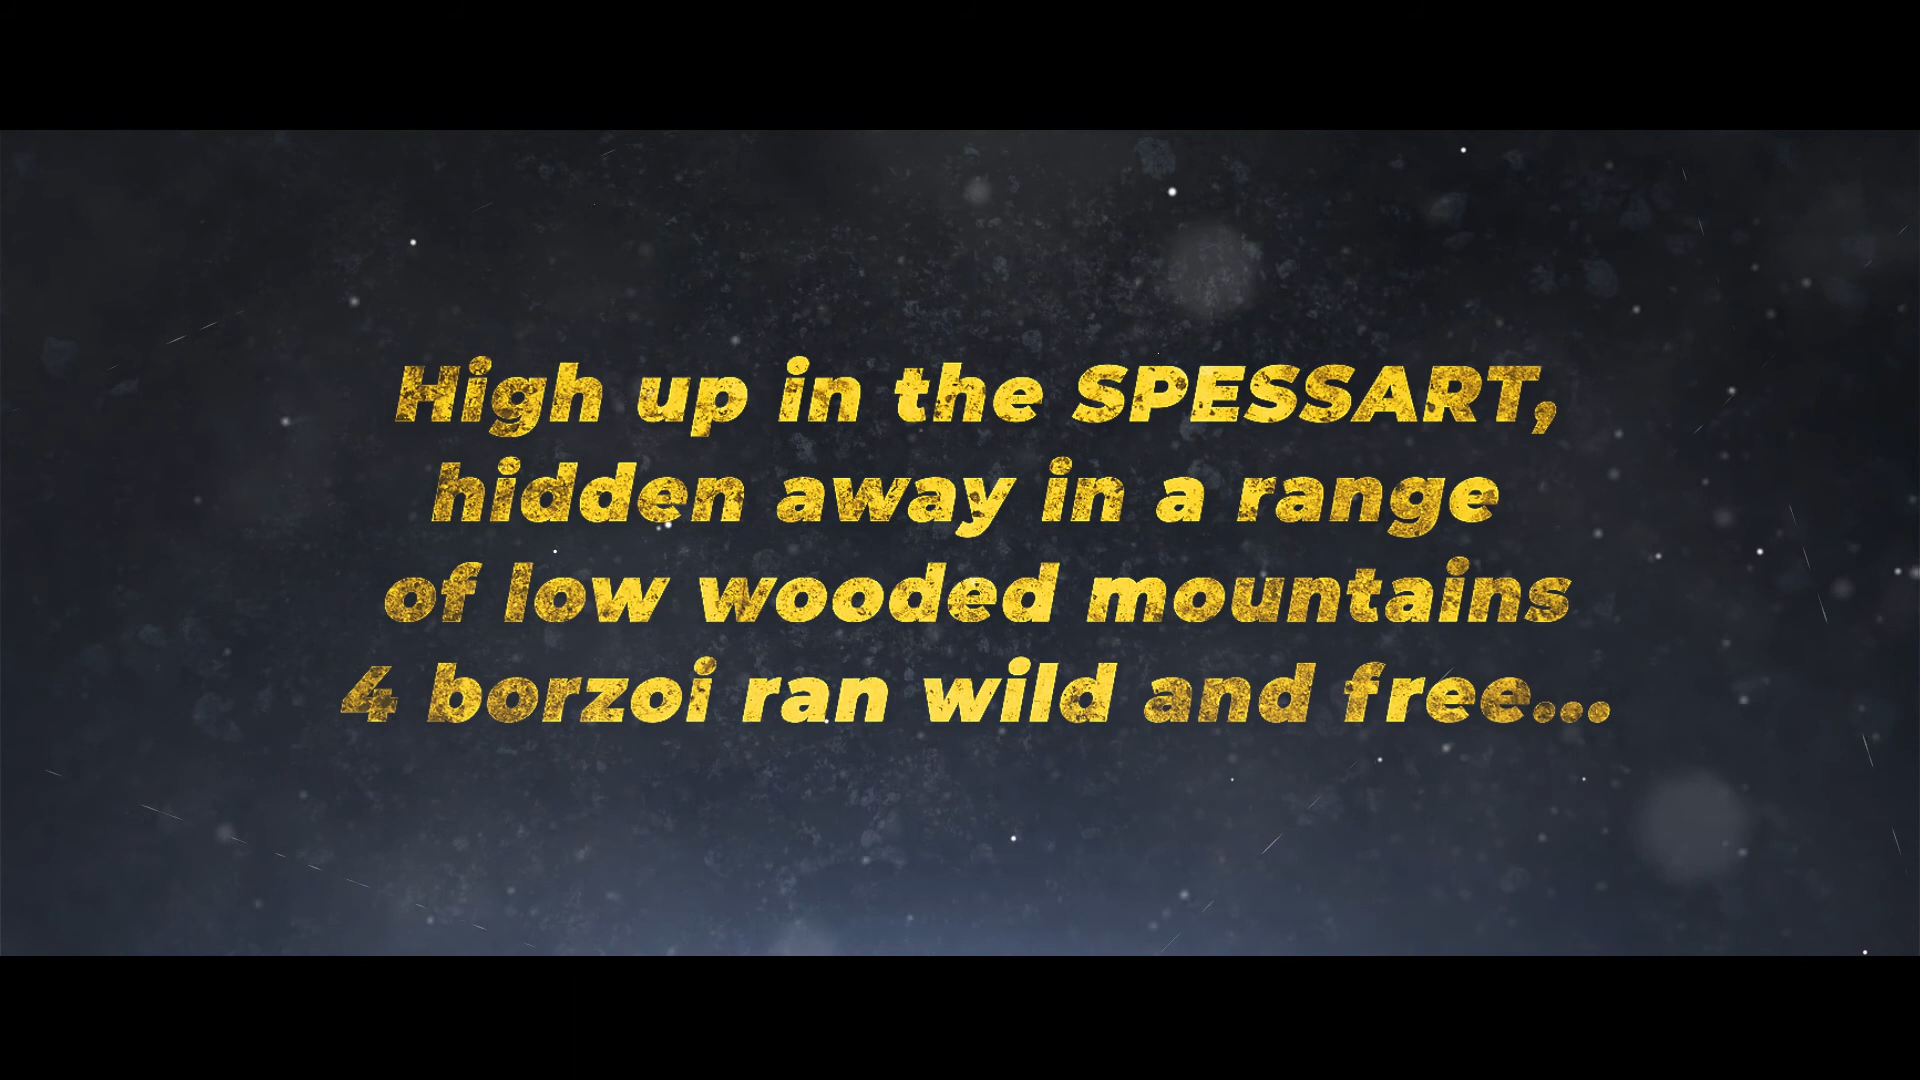 High up in the SPESSART,
hidden away in a range
of low wooded mountains
4 borzoi ran wild and free...